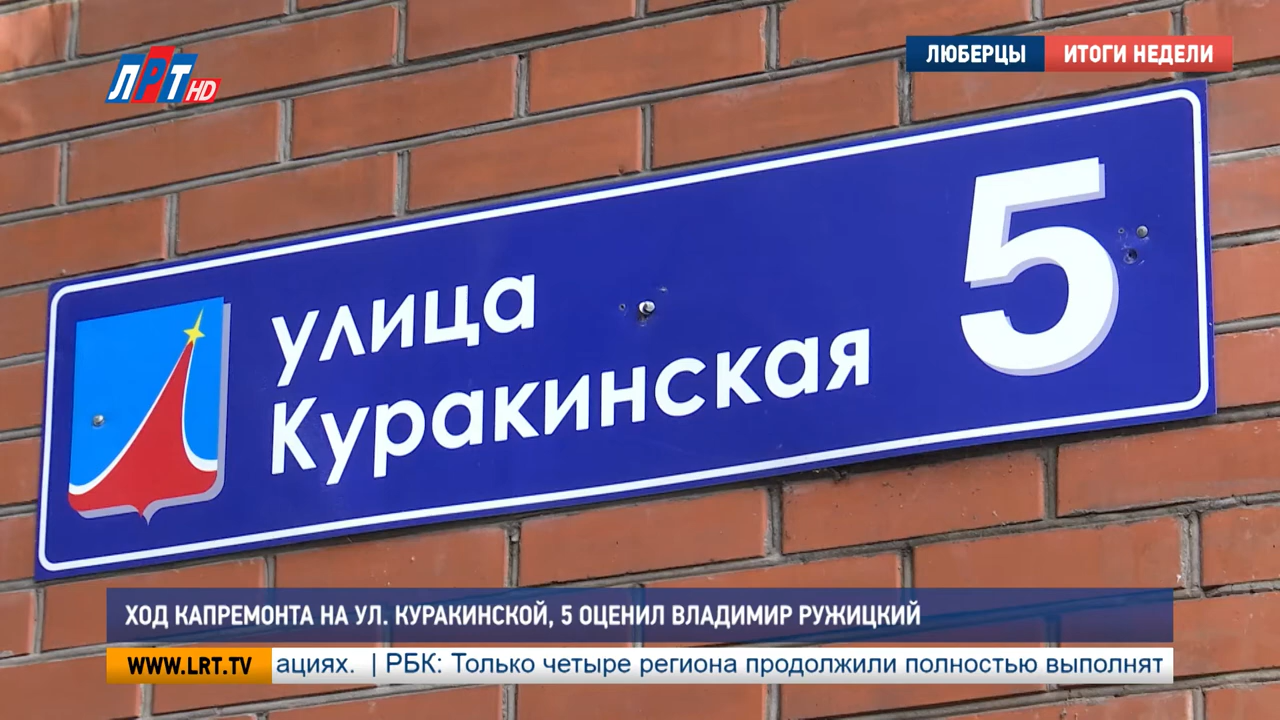 ЛРТ HD
ЛЮБЕРЦЫ ИТОГИ НЕДЕЛИ
улица
Куракинская
5
ХОД КАПРЕМОНТА НА УЛ. КУРАКИНСКОЙ, 5 ОЦЕНИЛ ВЛАДИМИР РУЖИЦКИЙ
WWW.LRT.TV ациях. | РБК: Только четыре региона продолжили полностью выполнят